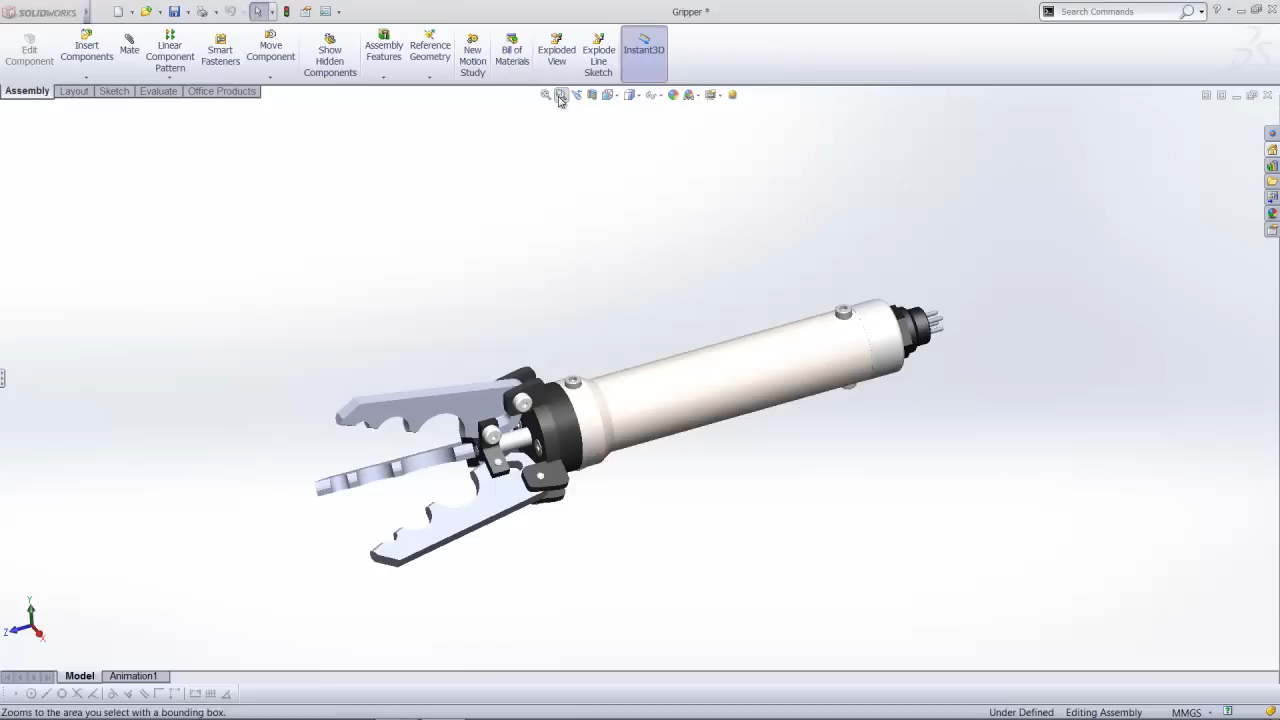 SOLIDWORKS
Gripper *
Search Commands
Edit Component
Insert Components
Mate
Linear Component Pattern
Smart Fasteners
Move Component
Show Hidden Components
Assembly Features
Reference Geometry
New Motion Study
Bill of Materials
Exploded View
Explode Line Sketch
Instant3D
Assembly Layout Sketch Evaluate Office Products
Y
Z X
Model Animation1
Zooms to the area you select with a bounding box.
Under Defined Editing Assembly MMGS